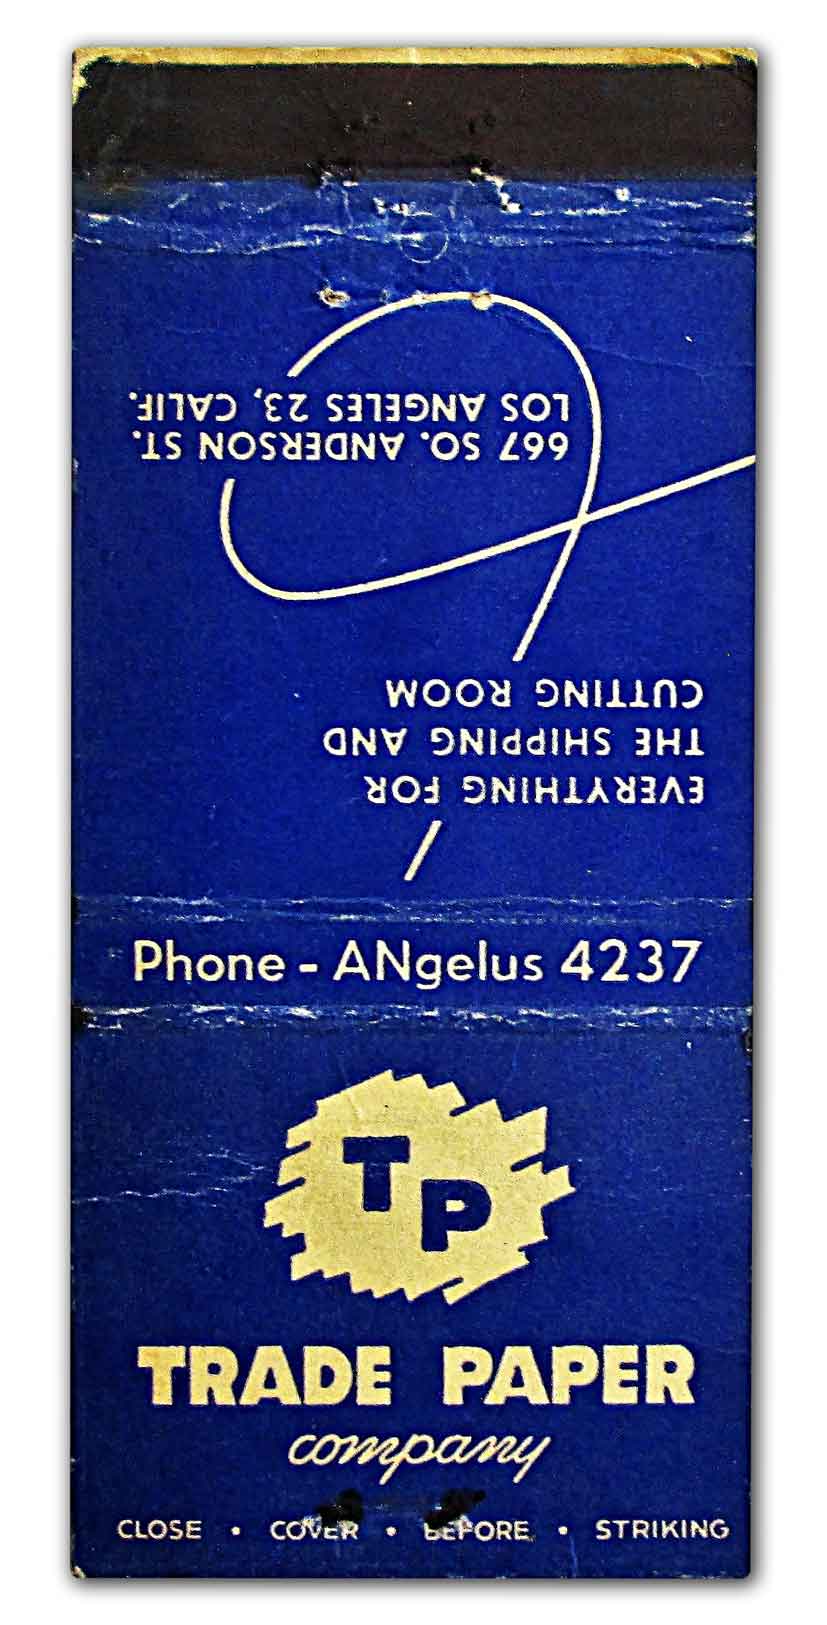 EVERYTHING FOR
THE SHIPPING AND
CUTTING ROOM
667 SO. ANDERSON ST.
LOS ANGELES 23, CALIF.
Phone - ANgelus 4237
TP
TRADE PAPER
company
CLOSE • COVER • BEFORE • STRIKING